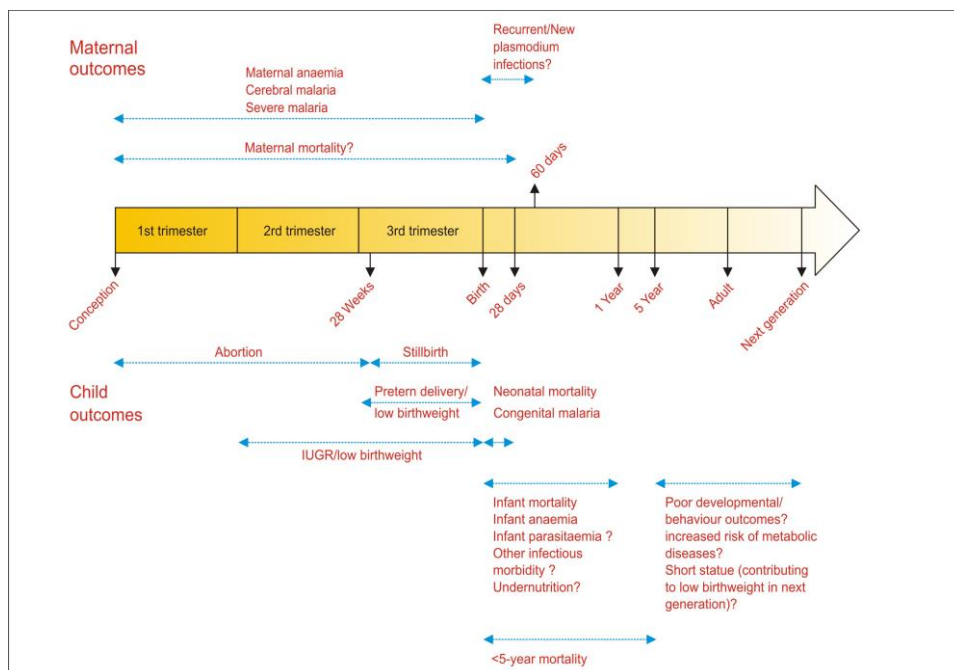 Maternal
outcomes
Recurrent/New
plasmodium
infections?
Maternal anaemia
Cerebral malaria
Severe malaria
Maternal mortality?
60 days
1st trimester
2rd trimester
3rd trimester
Conception
28 Weeks
Birth
28 days
1 Year
5 Year
Adult
Next generation
Abortion
Stillbirth
Child
outcomes
Pretern delivery/
low birthweight
Neonatal mortality
Congenital malaria
IUGR/low birthweight
Infant mortality
Infant anaemia
Infant parasitaemia ?
Other infectious
morbidity ?
Undernutrition?
Poor developmental/
behaviour outcomes?
increased risk of metabolic
diseases?
Short statue (contributing
to low birthweight in next
generation)?
<5-year mortality